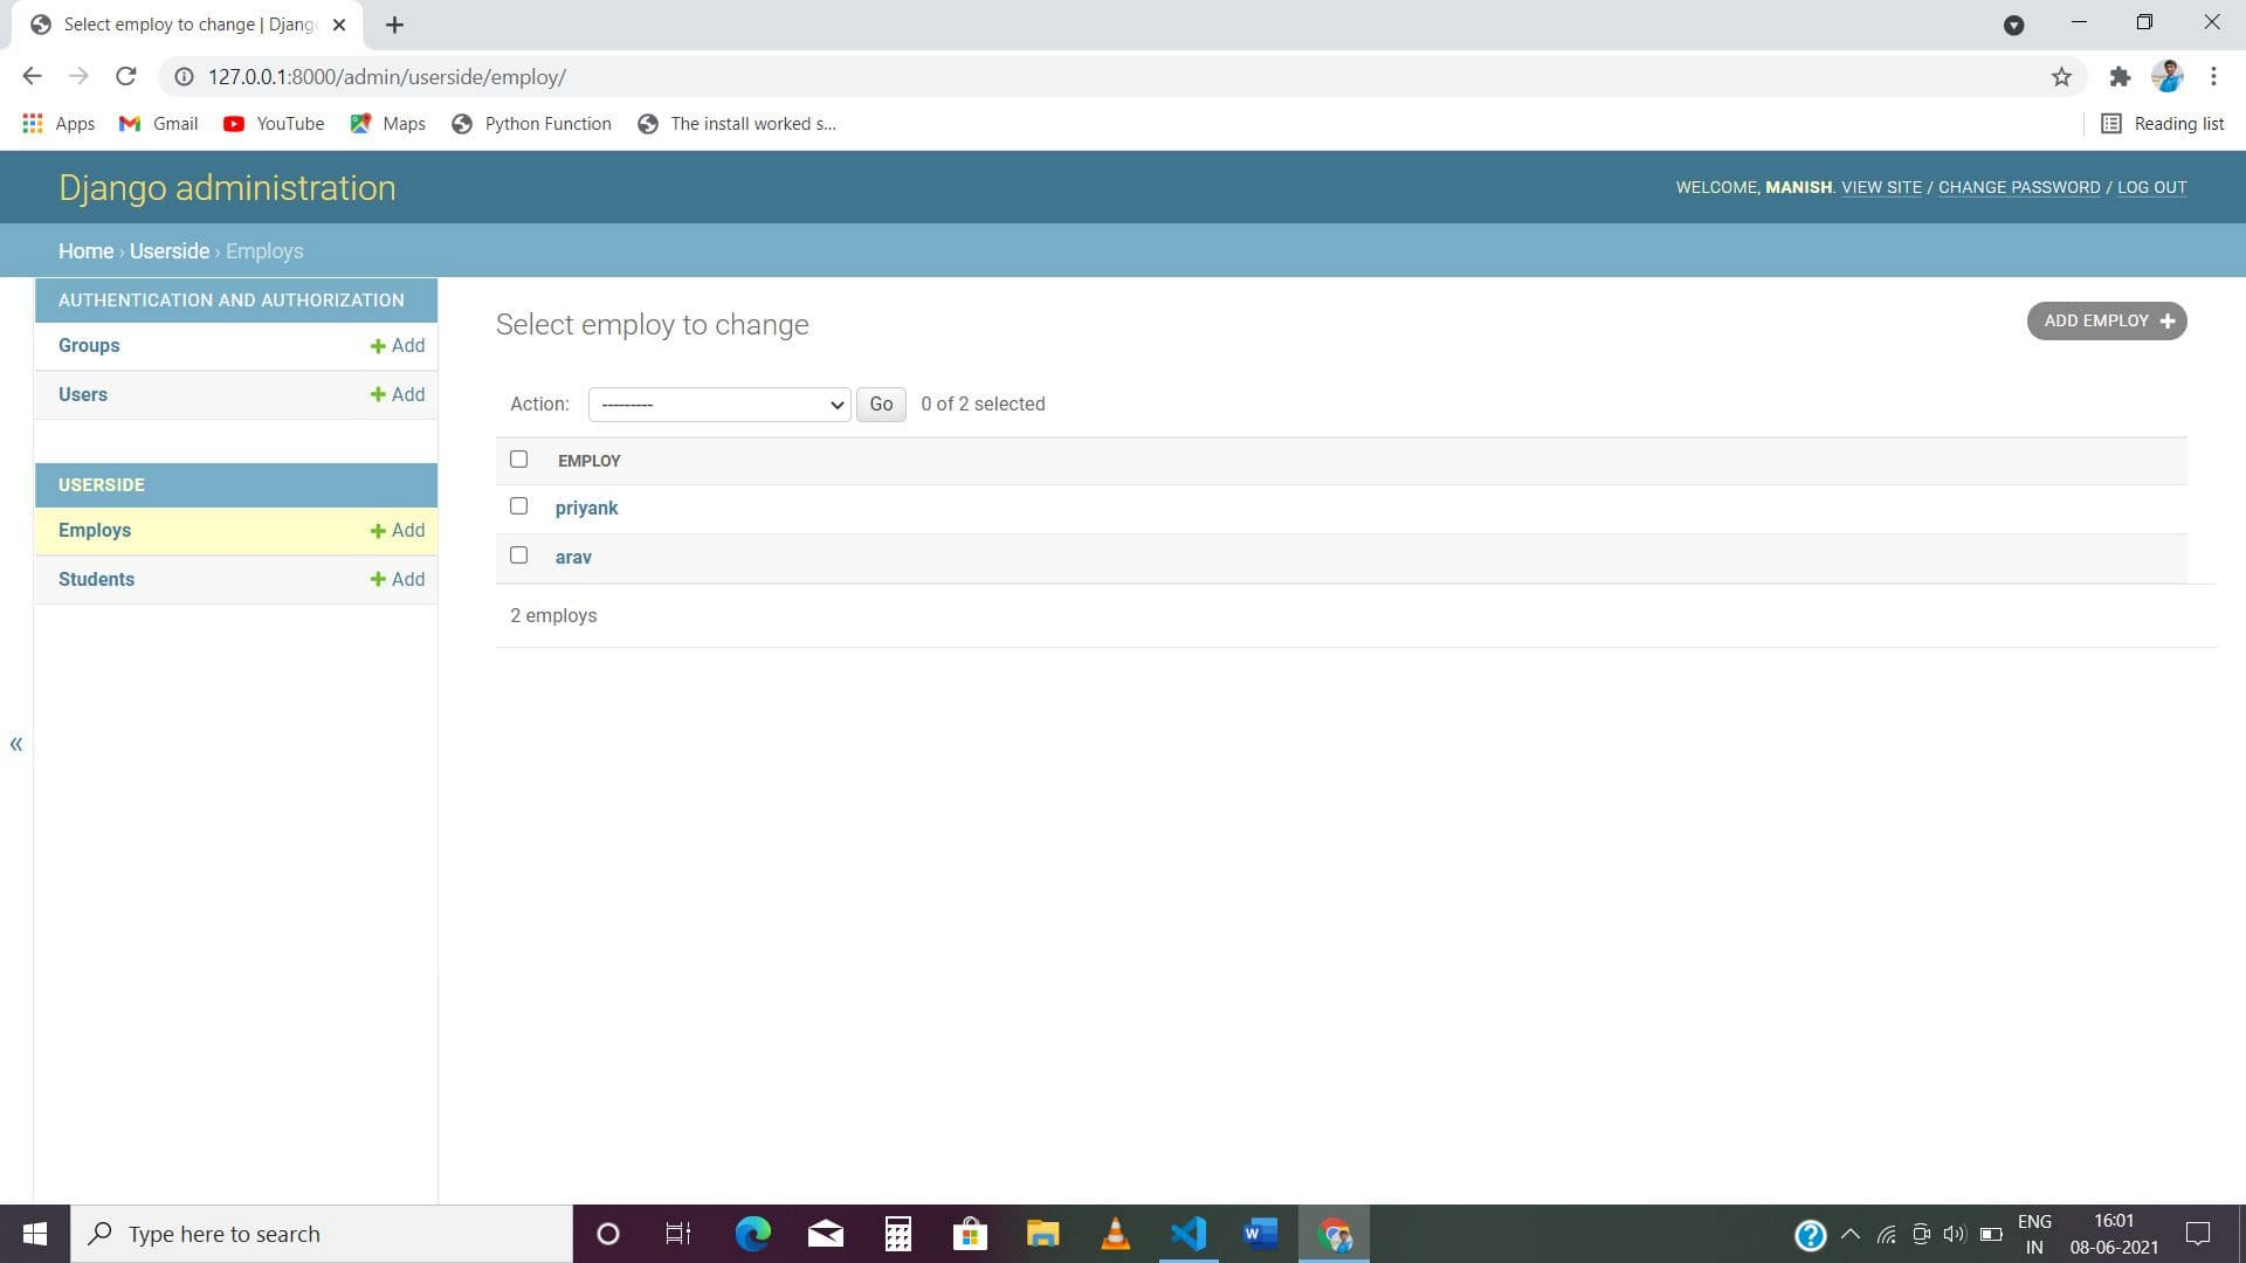 Select employ to change | Djang
127.0.0.1:8000/admin/userside/employ/
Apps Gmail YouTube Maps Python Function The install worked s... Reading list
Django administration
WELCOME, MANISH. VIEW SITE / CHANGE PASSWORD / LOG OUT
Home › Userside › Employs
AUTHENTICATION AND AUTHORIZATION
Groups + Add
Users + Add
USERSIDE
Employs + Add
Students + Add
«
Select employ to change
ADD EMPLOY +
Action: --------- Go 0 of 2 selected
EMPLOY
priyank
arav
2 employs
Type here to search
ENG
IN
16:01
08-06-2021